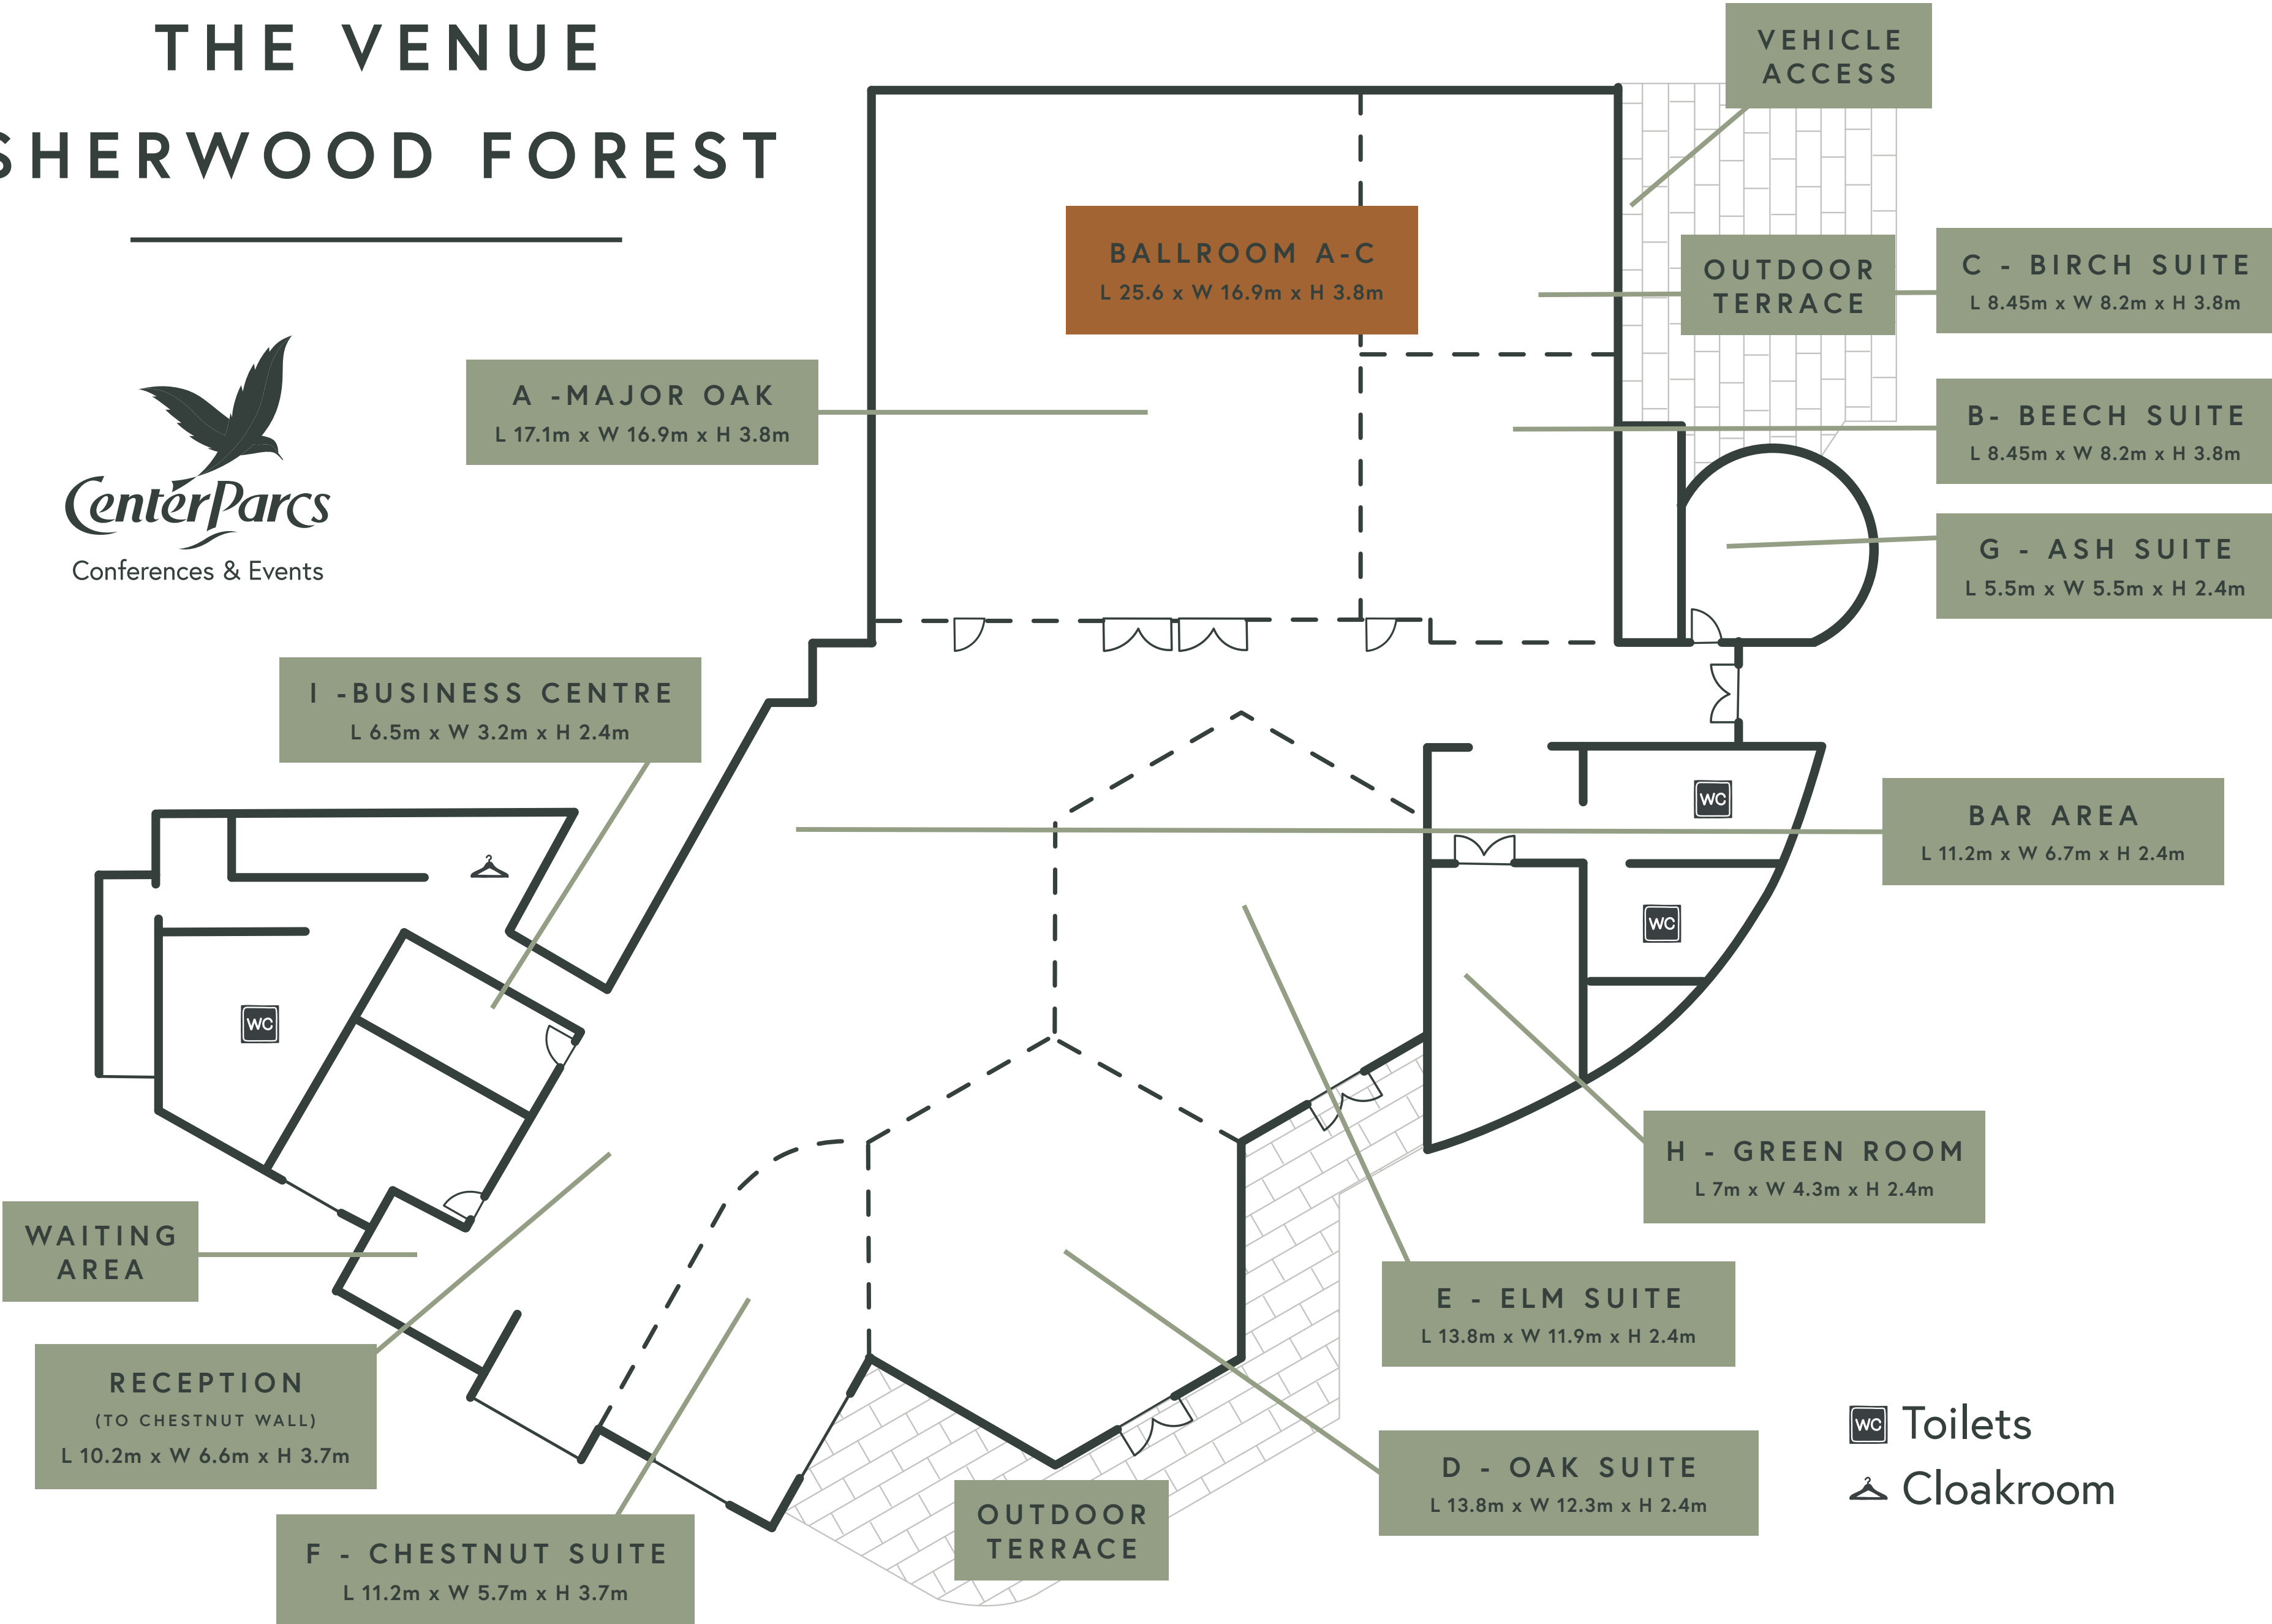 THE VENUE
SHERWOOD FOREST
CenterParcs
Conferences & Events
VEHICLE
ACCESS
BALLROOM A-C
L 25.6 x W 16.9m x H 3.8m
OUTDOOR
TERRACE
C - BIRCH SUITE
L 8.45m x W 8.2m x H 3.8m
A -MAJOR OAK
L 17.1m x W 16.9m x H 3.8m
B- BEECH SUITE
L 8.45m x W 8.2m x H 3.8m
G - ASH SUITE
L 5.5m x W 5.5m x H 2.4m
I -BUSINESS CENTRE
L 6.5m x W 3.2m x H 2.4m
WC
BAR AREA
L 11.2m x W 6.7m x H 2.4m
WC
WC
H - GREEN ROOM
L 7m x W 4.3m x H 2.4m
WAITING
AREA
E - ELM SUITE
L 13.8m x W 11.9m x H 2.4m
RECEPTION
(TO CHESTNUT WALL)
L 10.2m x W 6.6m x H 3.7m
D - OAK SUITE
L 13.8m x W 12.3m x H 2.4m
OUTDOOR
TERRACE
F - CHESTNUT SUITE
L 11.2m x W 5.7m x H 3.7m
WC Toilets
Cloakroom